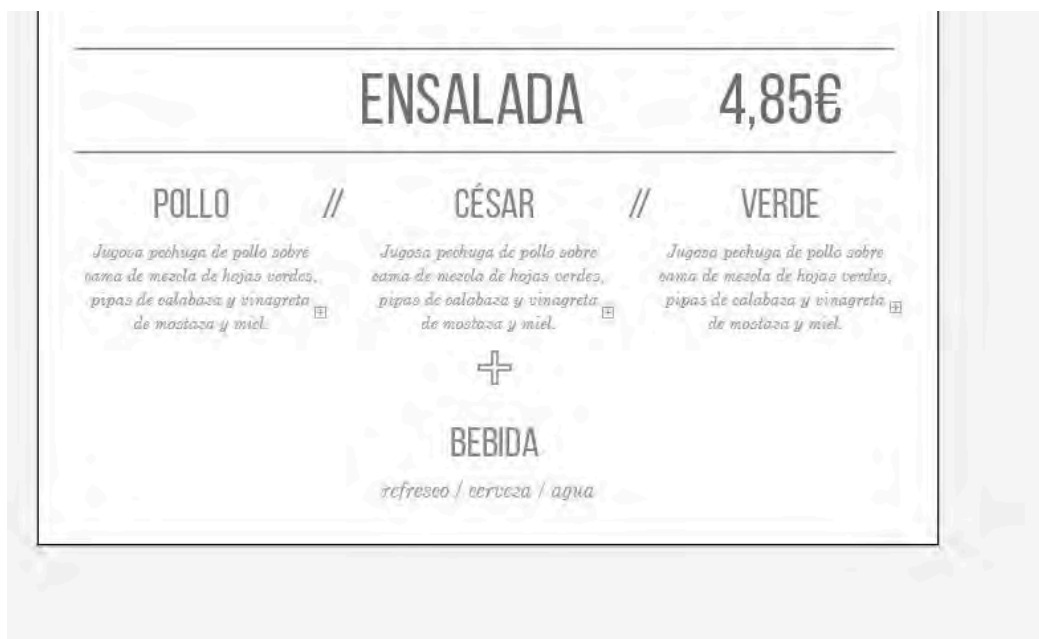 ENSALADA 4,85€
POLLO // CÉSAR // VERDE
Jugosa pechuga de pollo sobre
cama de mezcla de hojas verdes,
pipas de calabaza y vinagreta
de mostaza y miel.
Jugosa pechuga de pollo sobre
cama de mezcla de hojas verdes,
pipas de calabaza y vinagreta
de mostaza y miel.
Jugosa pechuga de pollo sobre
cama de mezcla de hojas verdes,
pipas de calabaza y vinagreta
de mostaza y miel.
BEBIDA
refresco / cerveza / agua